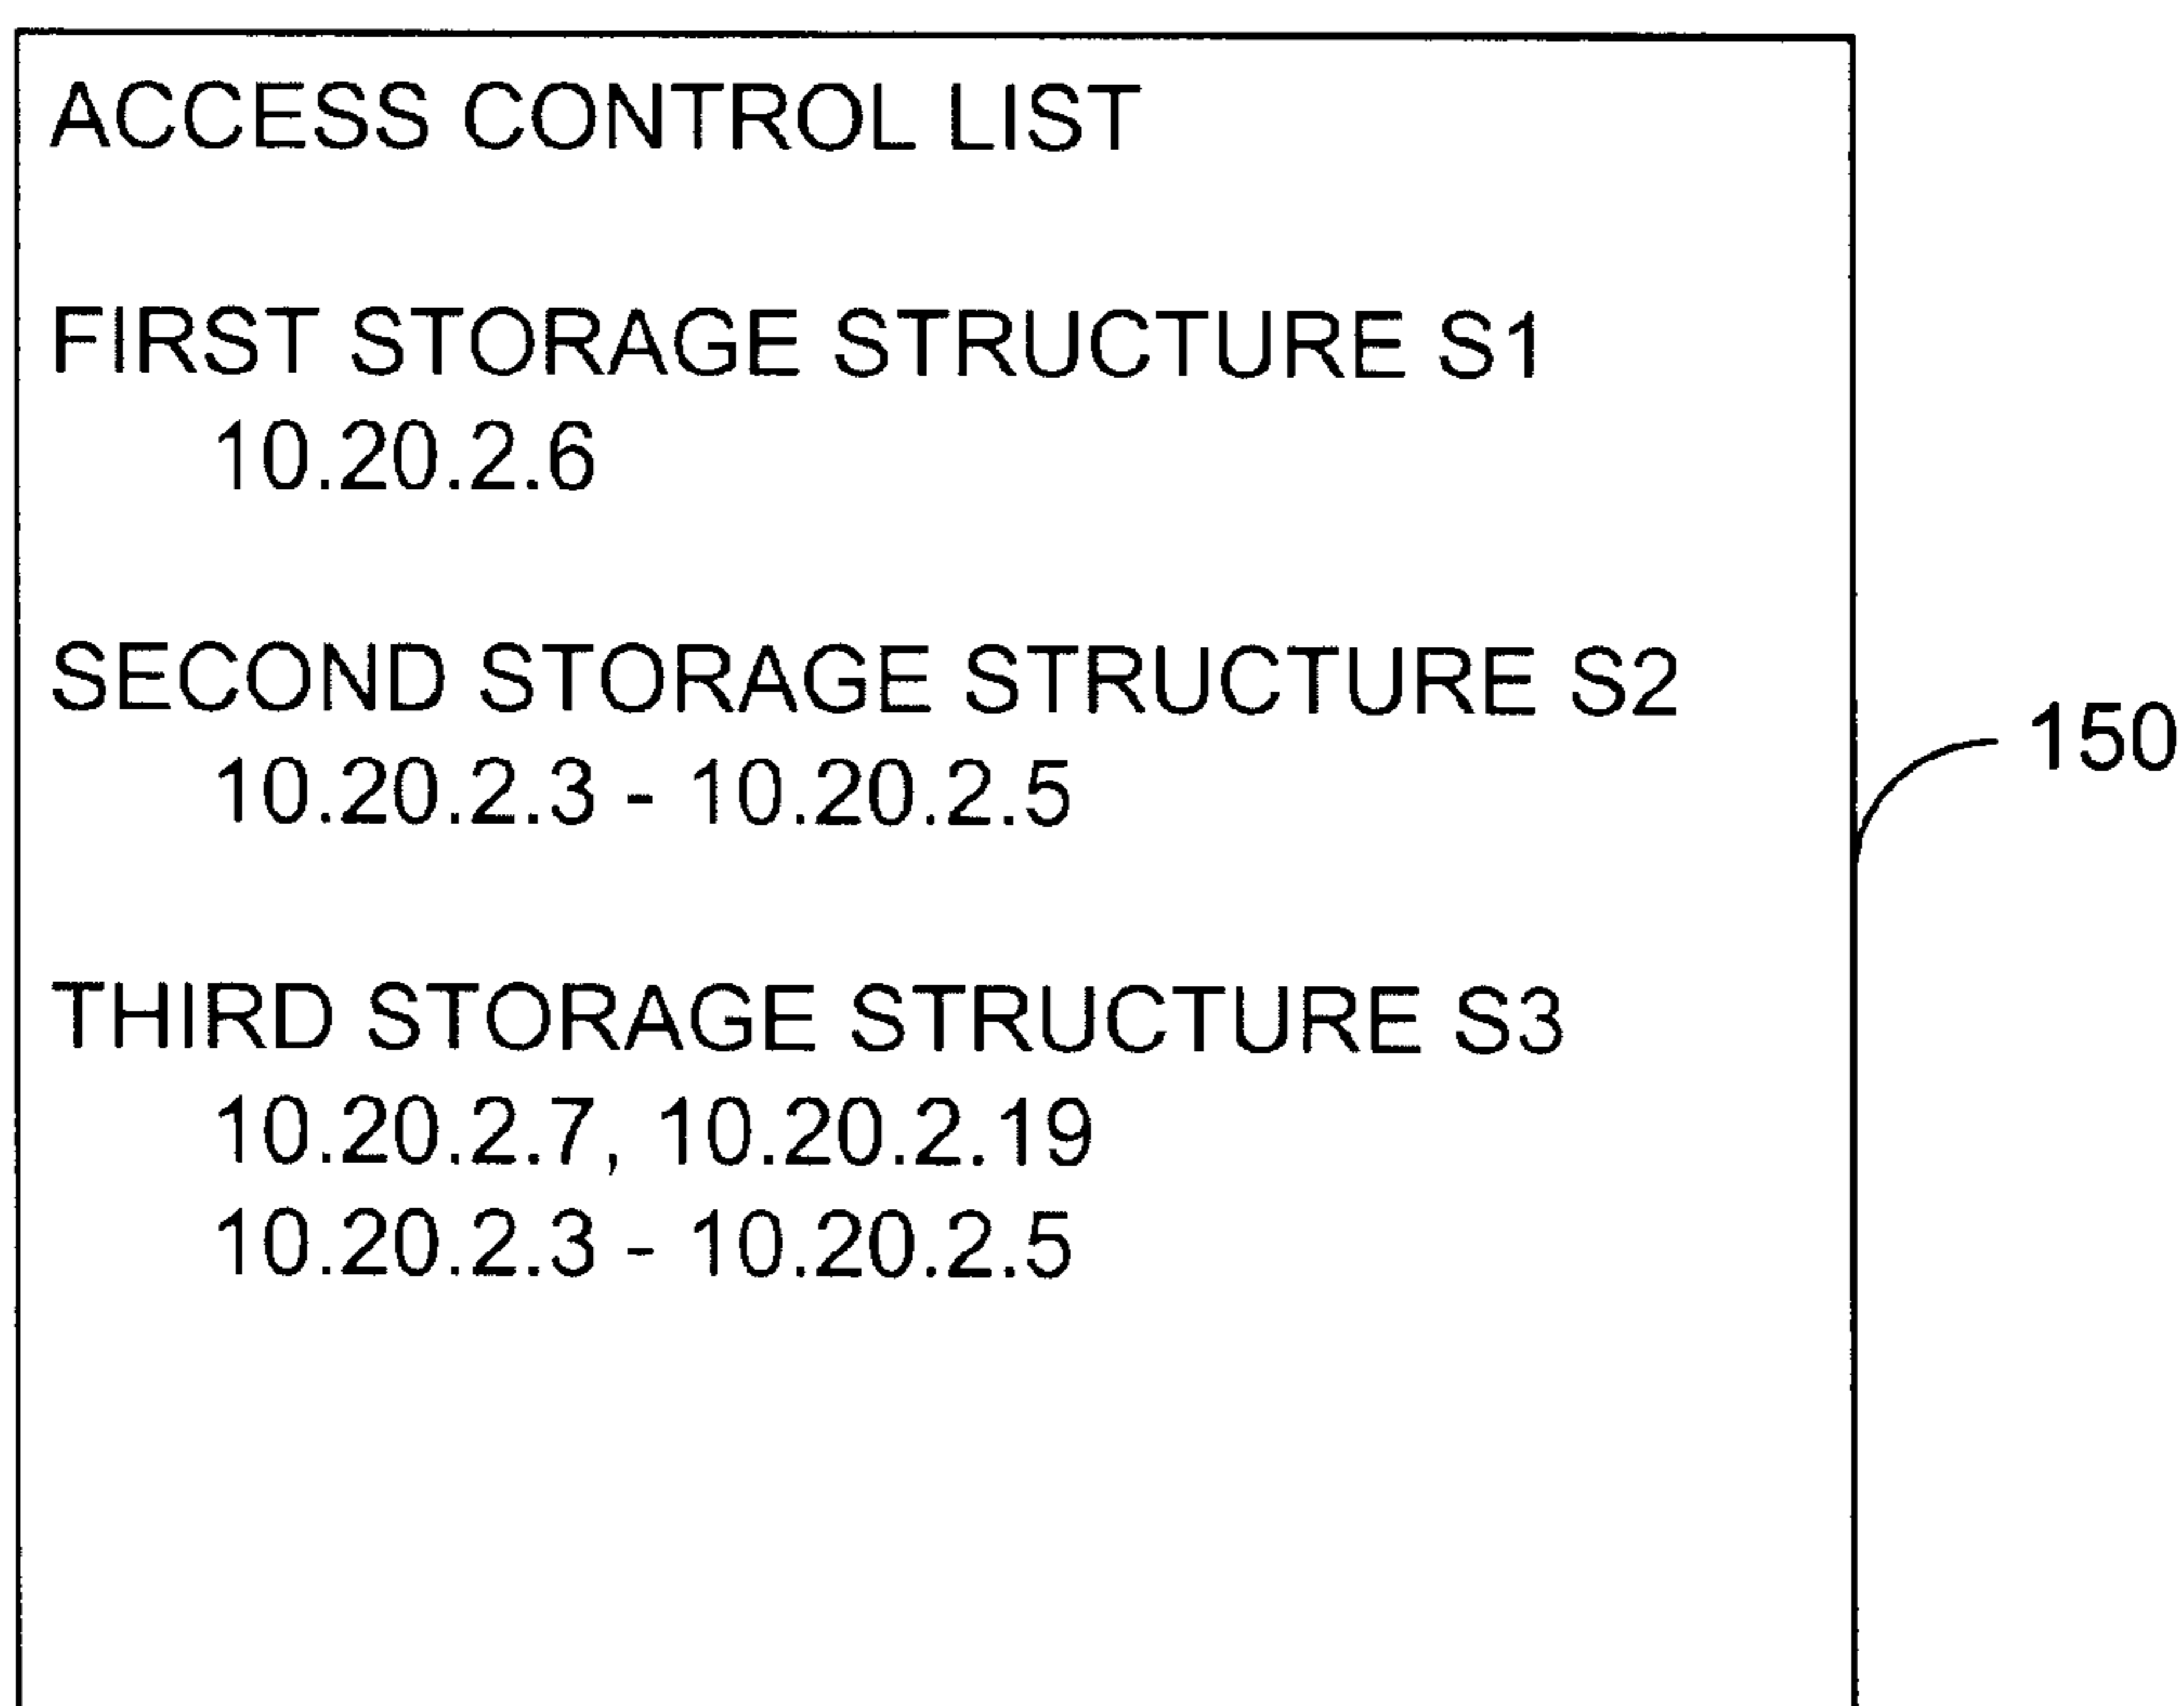 ACCESS CONTROL LIST
FIRST STORAGE STRUCTURE S1
10.20.2.6
SECOND STORAGE STRUCTURE S2
10.20.2.3 - 10.20.2.5
150
THIRD STORAGE STRUCTURE S3
10.20.2.7, 10.20.2.19
10.20.2.3 - 10.20.2.5